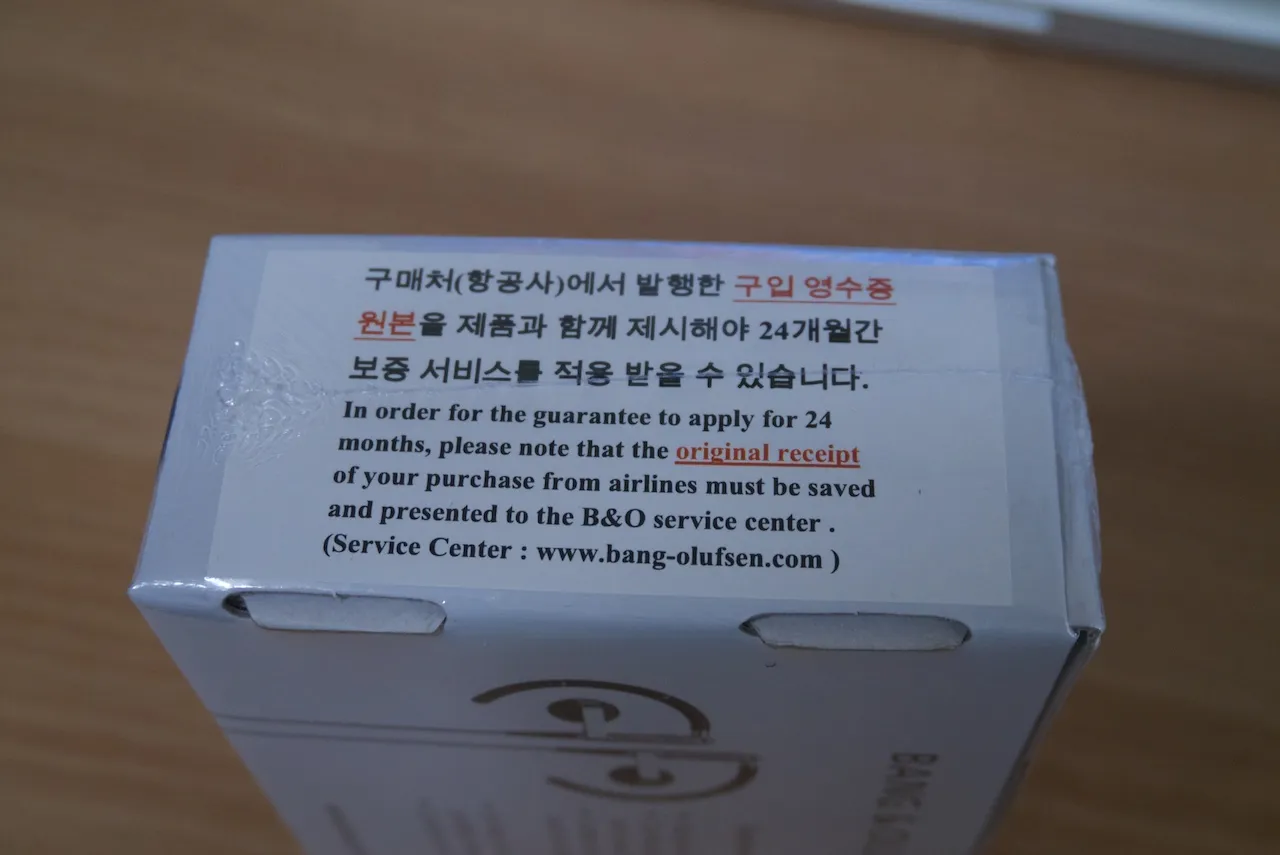 구매처(항공사)에서 발행한 구입 영수증
원본을 제품과 함께 제시해야 24개월간
보증 서비스를 적용 받을 수 있습니다.
In order for the guarantee to apply for 24
months, please note that the original receipt
of your purchase from airlines must be saved
and presented to the B&O service center .
(Service Center : www.bang-olufsen.com )
BANG &